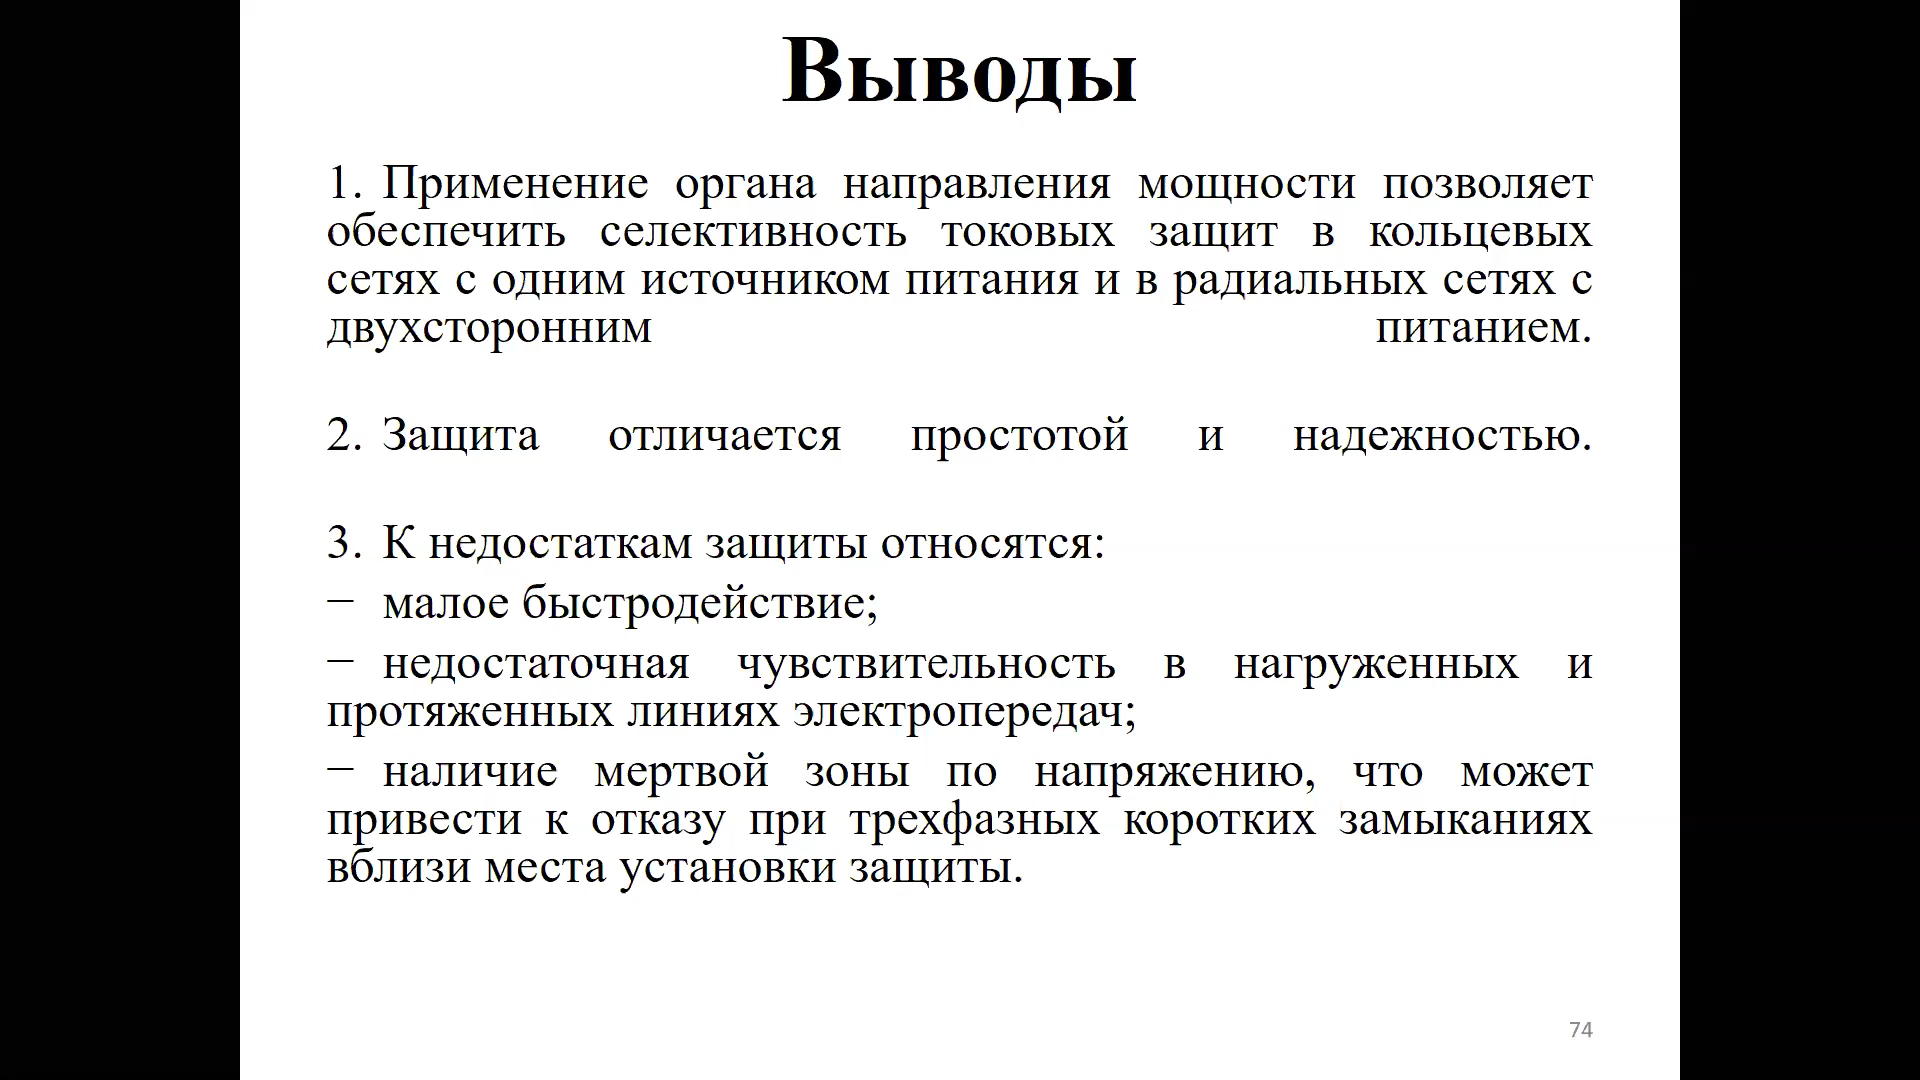 Выводы
1. Применение органа направления мощности позволяет
обеспечить селективность токовых защит в кольцевых
сетях с одним источником питания и в радиальных сетях с
двухсторонним питанием.
2. Защита отличается простотой и надежностью.
3. К недостаткам защиты относятся:
− малое быстродействие;
− недостаточная чувствительность в нагруженных и
протяженных линиях электропередач;
− наличие мертвой зоны по напряжению, что может
привести к отказу при трехфазных коротких замыканиях
вблизи места установки защиты.
74